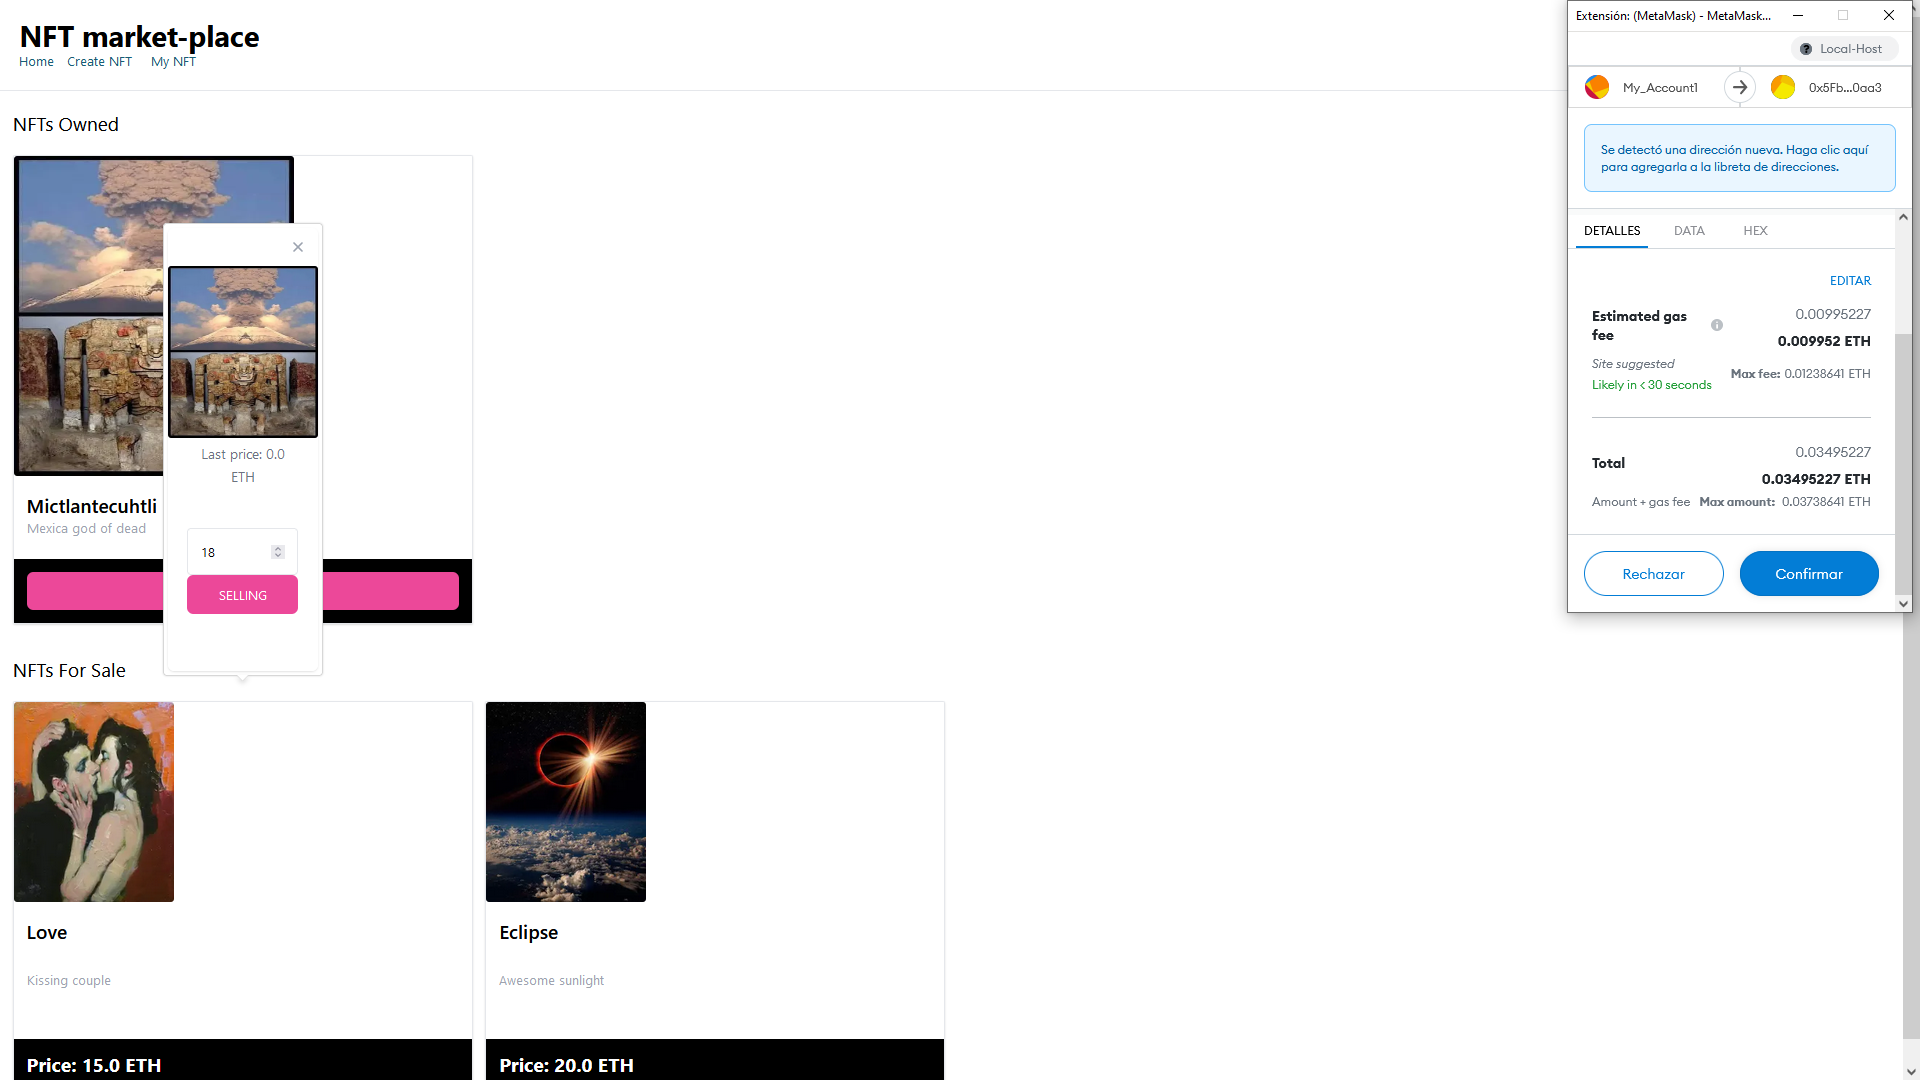 NFT market-place
Home Create NFT My NFT
NFTs Owned
Last price: 0.0
ETH
Mictlantecuhtli
Mexica god of dead
18
SELLING
NFTs For Sale
Love
Kissing couple
Price: 15.0 ETH
Eclipse
Awesome sunlight
Price: 20.0 ETH
Extensión: (MetaMask) - MetaMask...
Local-Host
My_Account1 0x5Fb...0aa3
Se detectó una dirección nueva. Haga clic aquí
para agregarla a la libreta de direcciones.
DETALLES DATA HEX
EDITAR
Estimated gas
fee
0.00995227
0.009952 ETH
Site suggested
Likely in < 30 seconds
Max fee: 0.01238641 ETH
Total
0.03495227
0.03495227 ETH
Amount + gas fee Max amount: 0.03738641 ETH
Rechazar Confirmar